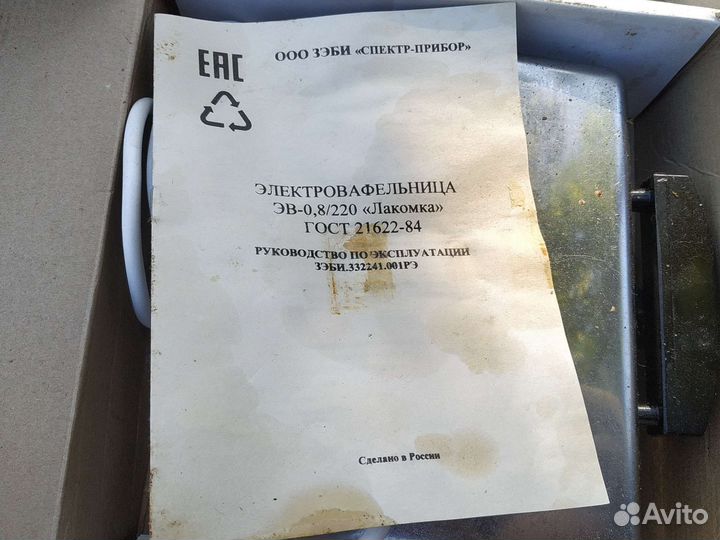 ЕАС
ООО ЗЭБИ «СПЕКТР-ПРИБОР»
ЭЛЕКТРОВАФЕЛЬНИЦА
ЭВ-0,8/220 «Лакомка»
ГОСТ 21622-84
РУКОВОДСТВО ПО ЭКСПЛУАТАЦИИ
ЗЭБИ.332241.001РЭ
Сделано в России
Avito